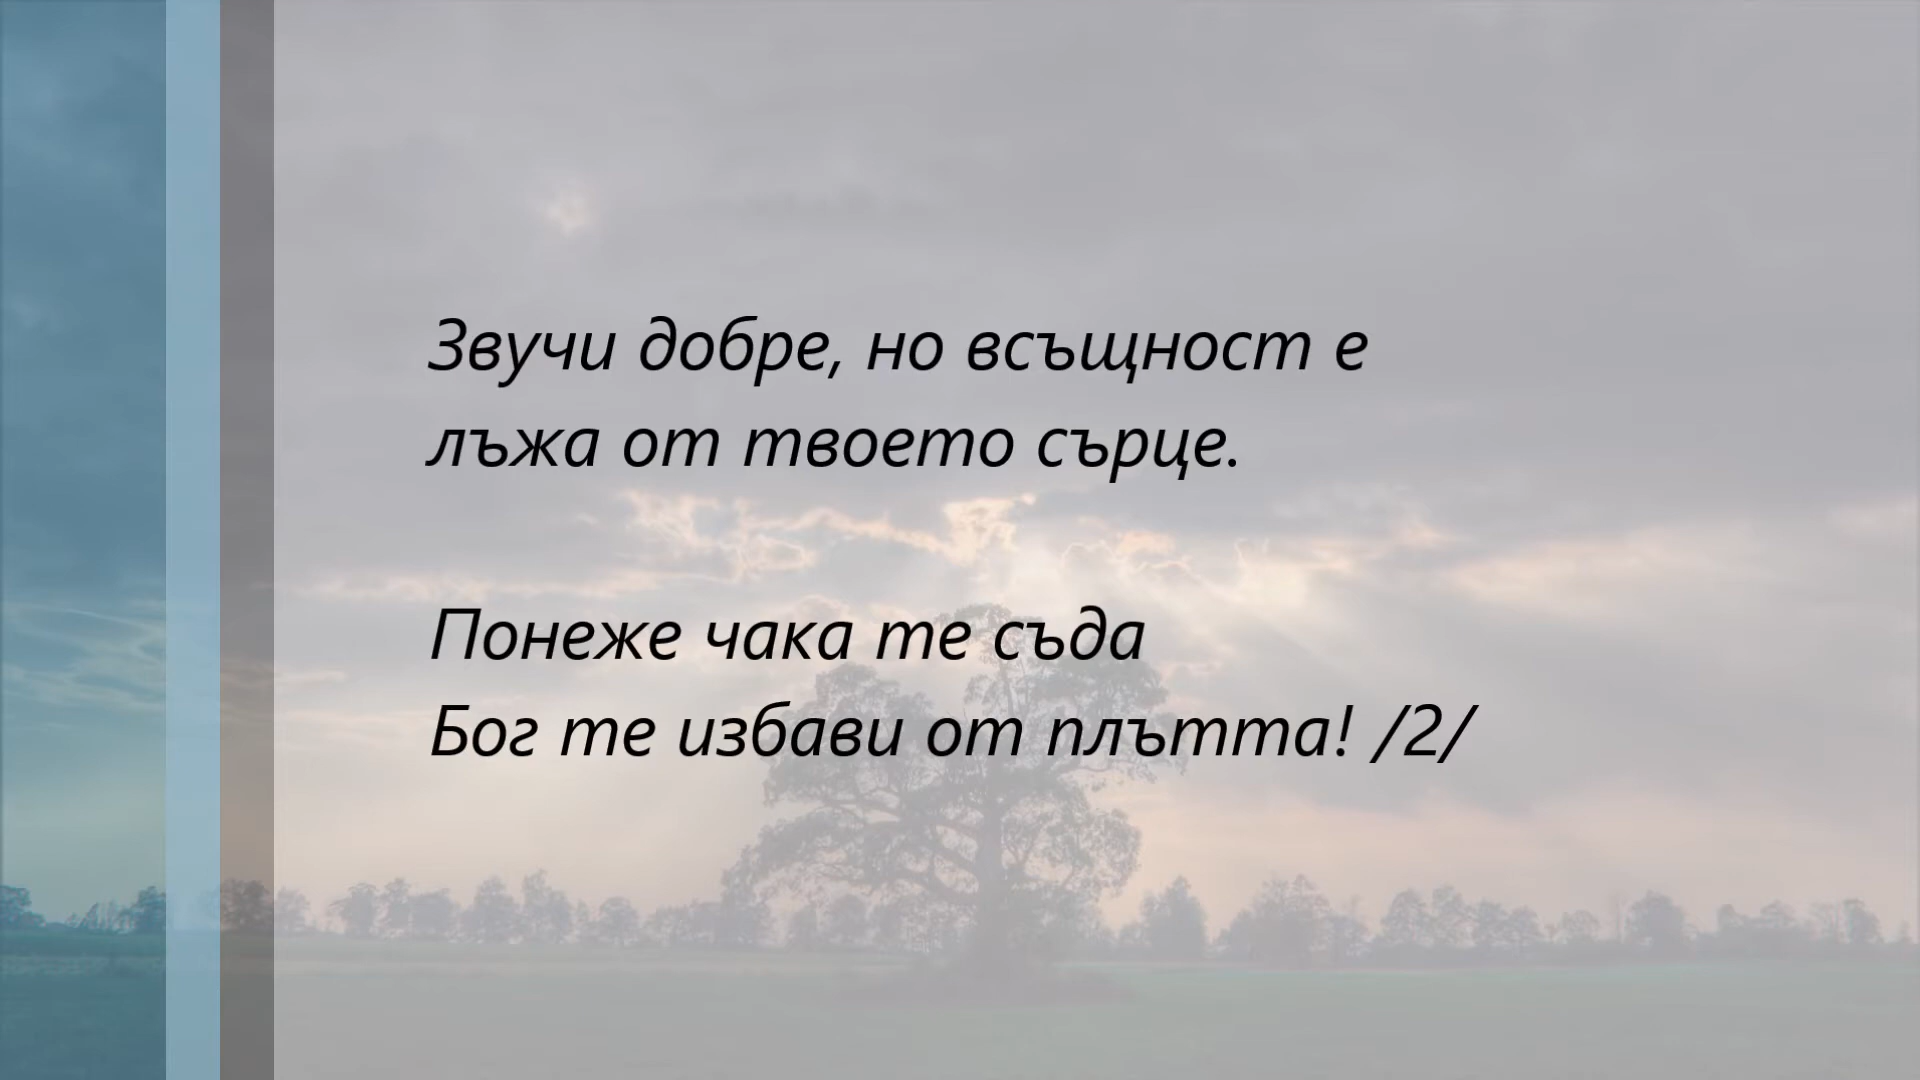 Звучи добре, но всъщност е
лъжа от твоето сърце.
Понеже чака те съда
Бог те избави от плътта! /2/